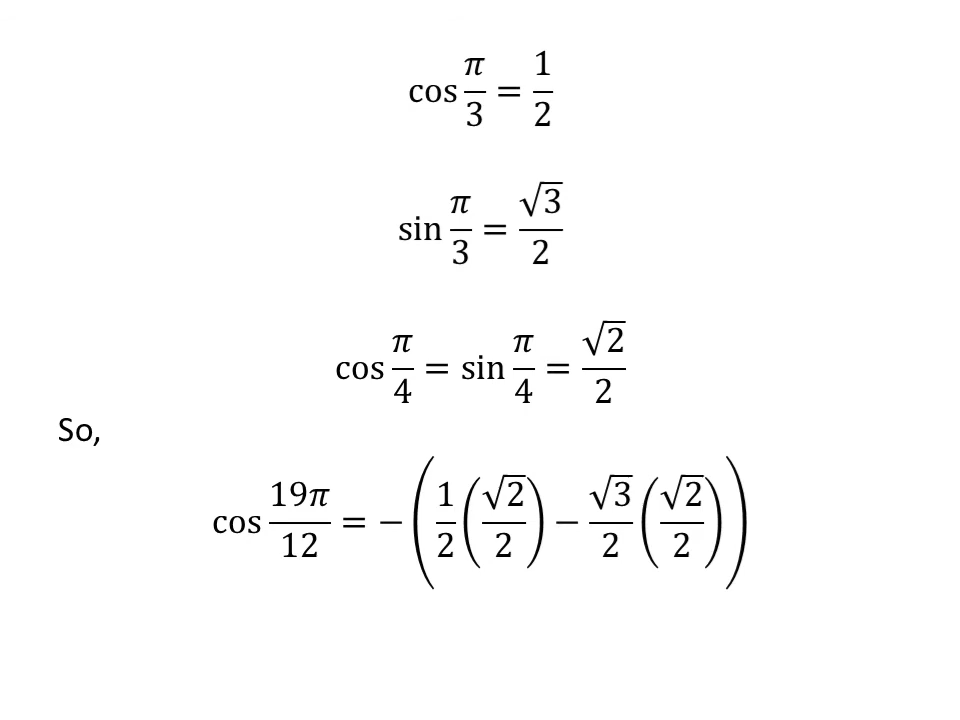 cos π/3 = 1/2
sin π/3 = √3/2
cos π/4 = sin π/4 = √2/2
So,
cos 19π/12 = −(1/2(√2/2) − √3/2(√2/2))